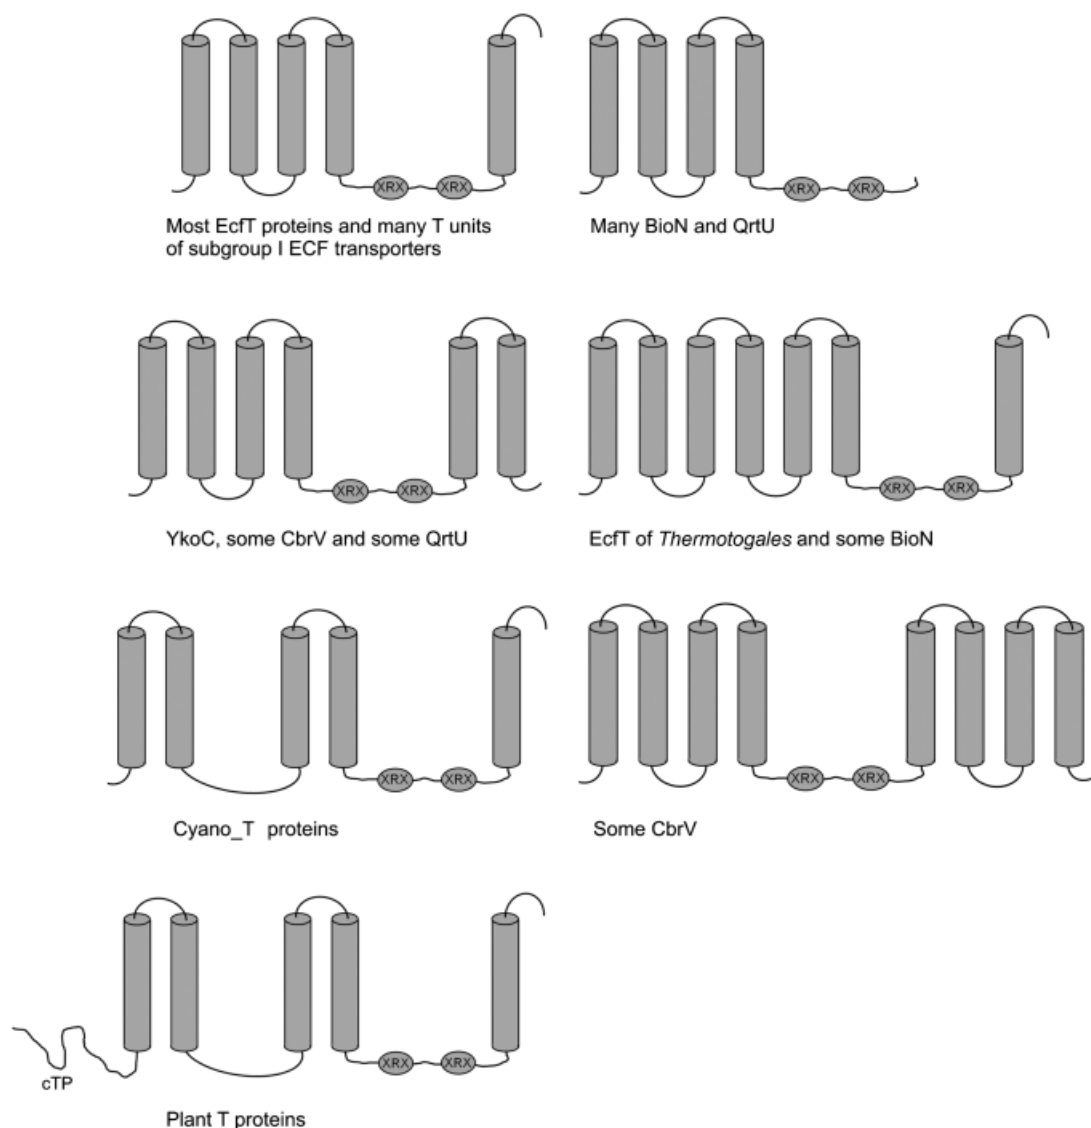 XRX XRX
XRX XRX
Most EcfT proteins and many T units
of subgroup I ECF transporters
Many BioN and QrtU
XRX XRX
XRX XRX
YkoC, some CbrV and some QrtU
EcfT of Thermotogales and some BioN
XRX XRX
XRX XRX
Cyano_T proteins
Some CbrV
XRX XRX
cTP
Plant T proteins